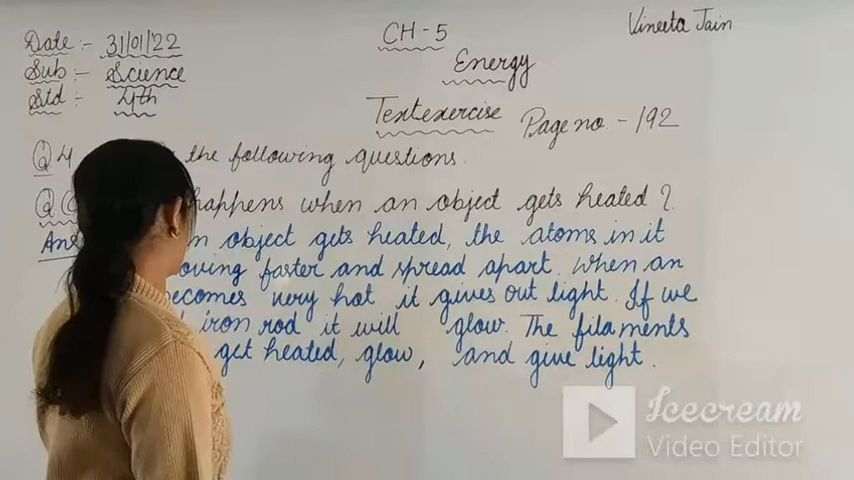 Date :- 31/01/'22
Sub :- Science
Std :- 4th
CH - 5
Energy
Textexercise Page no. - 192
Vineeta Jain
Q 4 the following questions.
Q happens when an object gets heated ?
Ans object gets heated, the atoms in it
faster and spread apart. When an
very hot it gives out light. If we
iron rod it will glow. The filaments
get heated, glow, and give light.
Icecream
Video Editor